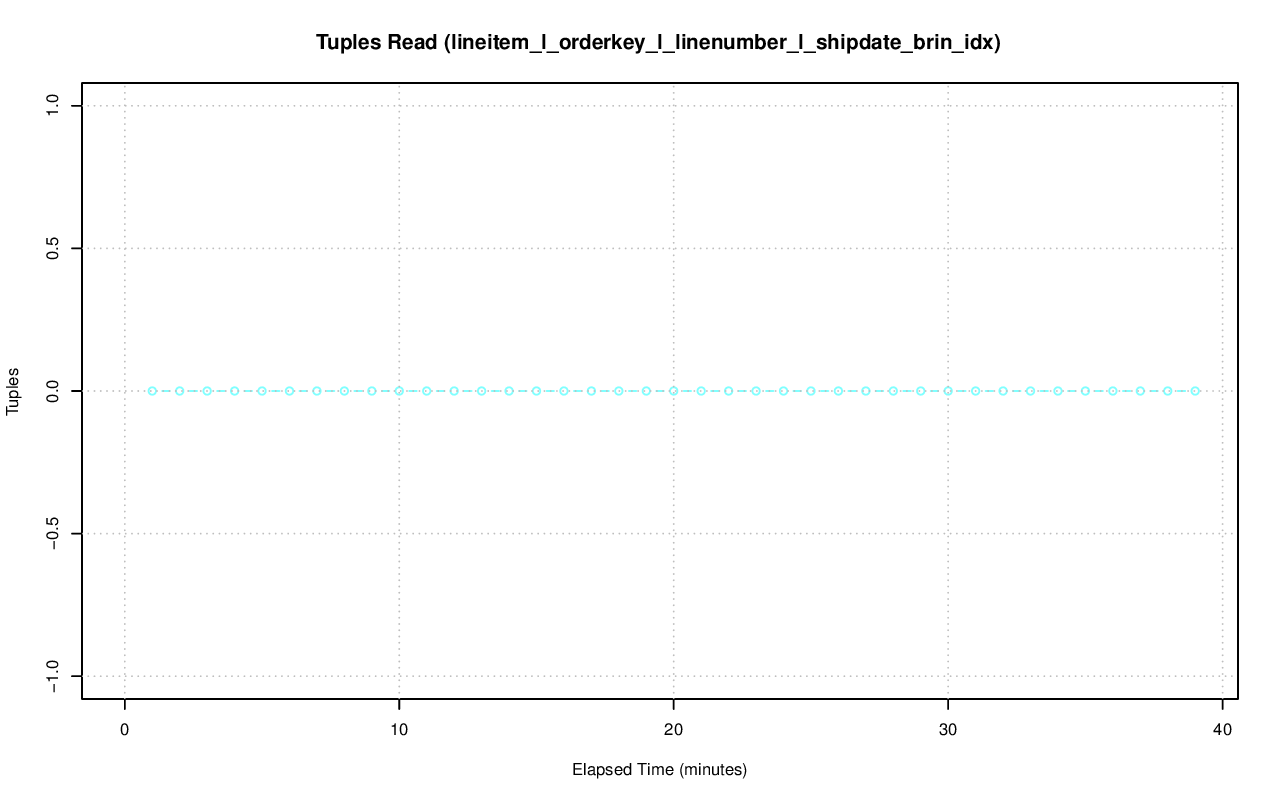 Tuples Read (lineitem_l_orderkey_l_linenumber_l_shipdate_brin_idx)
1.0
0.5
0.0
−0.5
−1.0
Tuples
0 10 20 30 40
Elapsed Time (minutes)